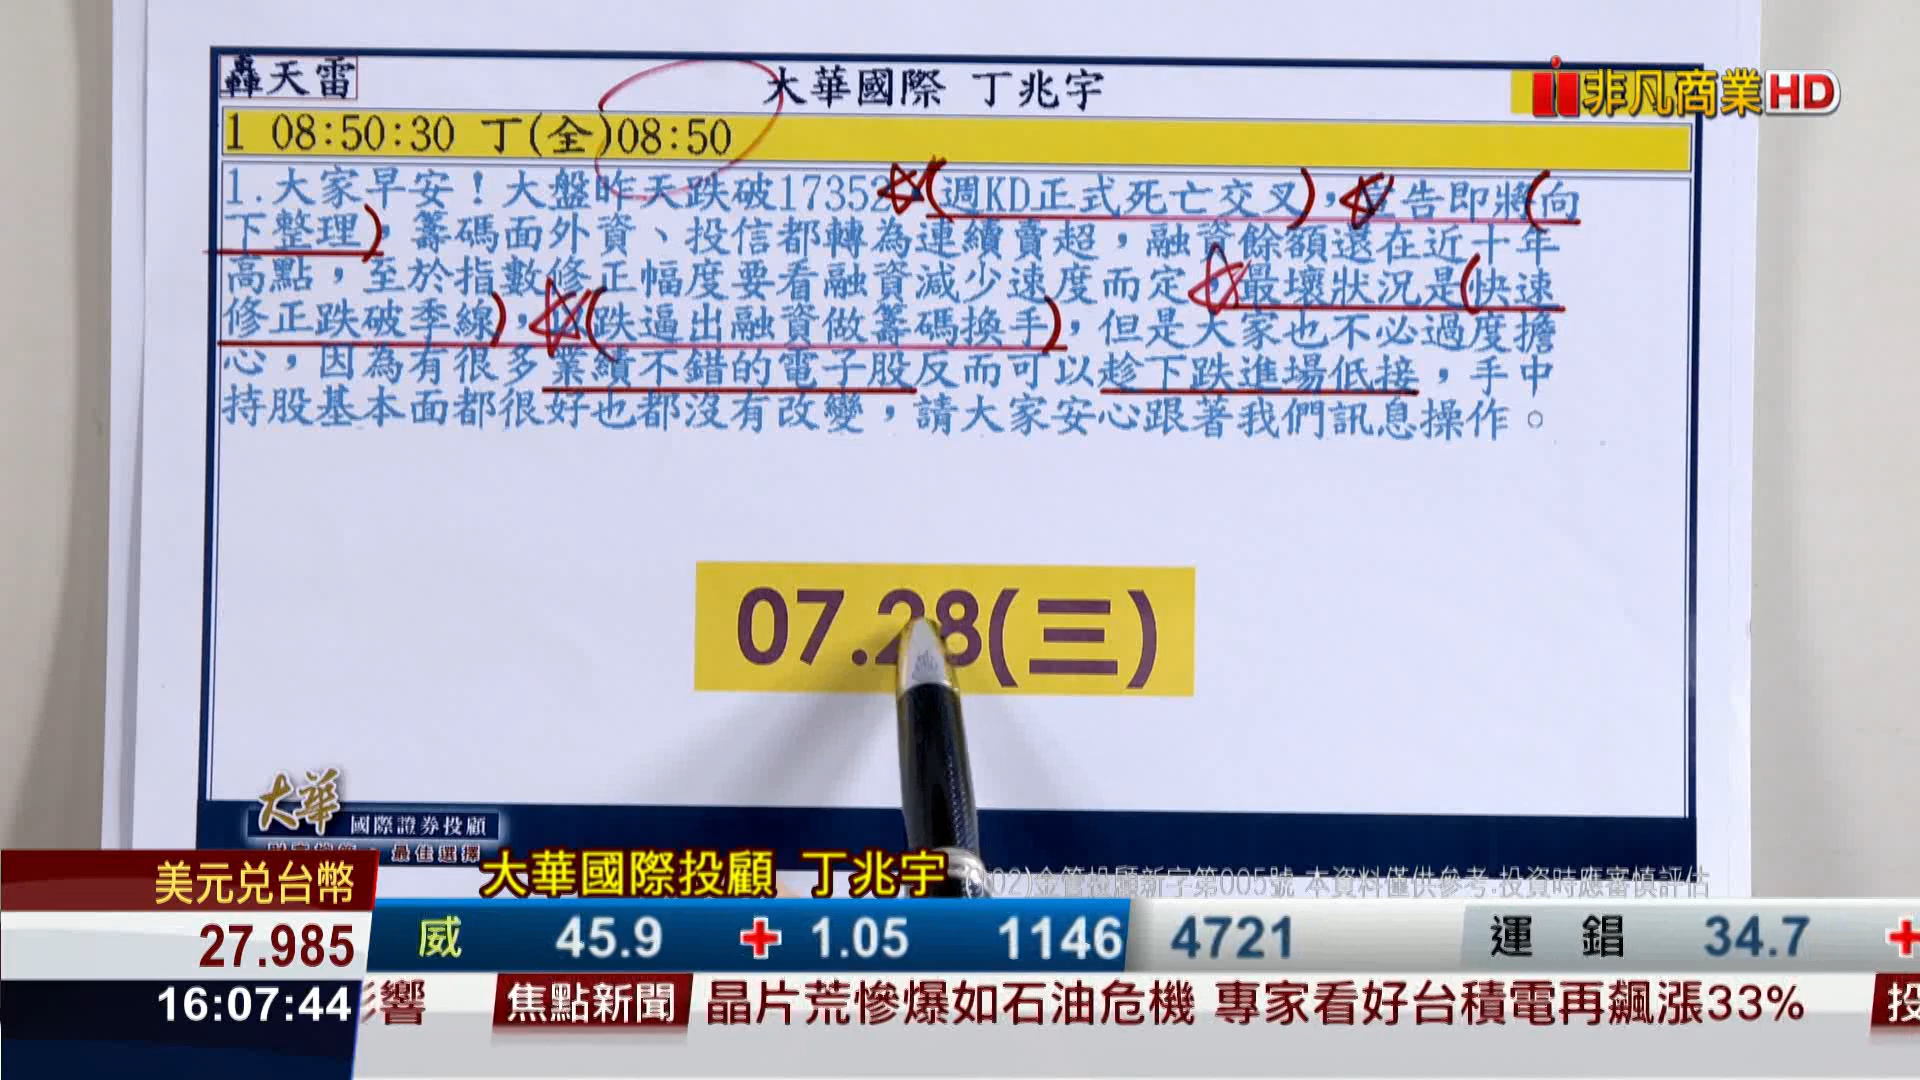 轟天雷
大華國際 丁兆宇
非凡商業HD
1 08:50:30 丁(全)08:50
1.大家早安！大盤昨天跌破17352 (週KD正式死亡交叉)，告即將(向
下整理)，籌碼面外資、投信都轉為連續賣超，融資餘額還在近十年
高點，至於指數修正幅度要看融資減少速度而定，最壞狀況是(快速
修正跌破季線)，(跌逼出融資做籌碼換手)，但是大家也不必過度擔
心，因為有很多業績不錯的電子股反而可以趁下跌進場低接，手中
持股基本面都很好也都沒有改變，請大家安心跟著我們訊息操作。
07.28(三)
大華
國際證券投顧
最佳選擇
大華國際投顧 丁兆宇
02)金管投顧新字第005號 本資料僅供參考.投資時應審慎評估
美元兌台幣
27.985
威 45.9 + 1.05 1146 4721 運錩 34.7 +
16:07:44
影響 焦點新聞 晶片荒慘爆如石油危機 專家看好台積電再飆漲33% 投